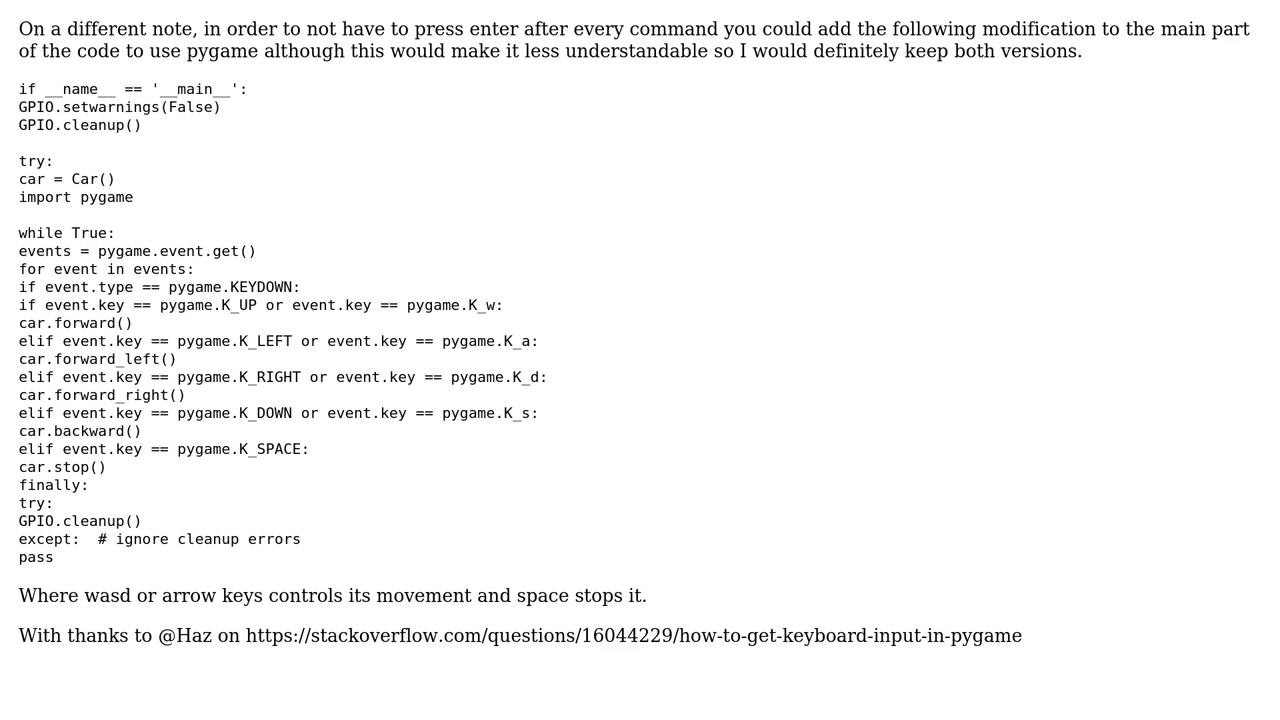 On a different note, in order to not have to press enter after every command you could add the following modification to the main part
of the code to use pygame although this would make it less understandable so I would definitely keep both versions.
if __name__ == '__main__':
GPIO.setwarnings(False)
GPIO.cleanup()
try:
car = Car()
import pygame
while True:
events = pygame.event.get()
for event in events:
if event.type == pygame.KEYDOWN:
if event.key == pygame.K_UP or event.key == pygame.K_w:
car.forward()
elif event.key == pygame.K_LEFT or event.key == pygame.K_a:
car.forward_left()
elif event.key == pygame.K_RIGHT or event.key == pygame.K_d:
car.forward_right()
elif event.key == pygame.K_DOWN or event.key == pygame.K_s:
car.backward()
elif event.key == pygame.K_SPACE:
car.stop()
finally:
try:
GPIO.cleanup()
except:  # ignore cleanup errors
pass
Where wasd or arrow keys controls its movement and space stops it.
With thanks to @Haz on https://stackoverflow.com/questions/16044229/how-to-get-keyboard-input-in-pygame